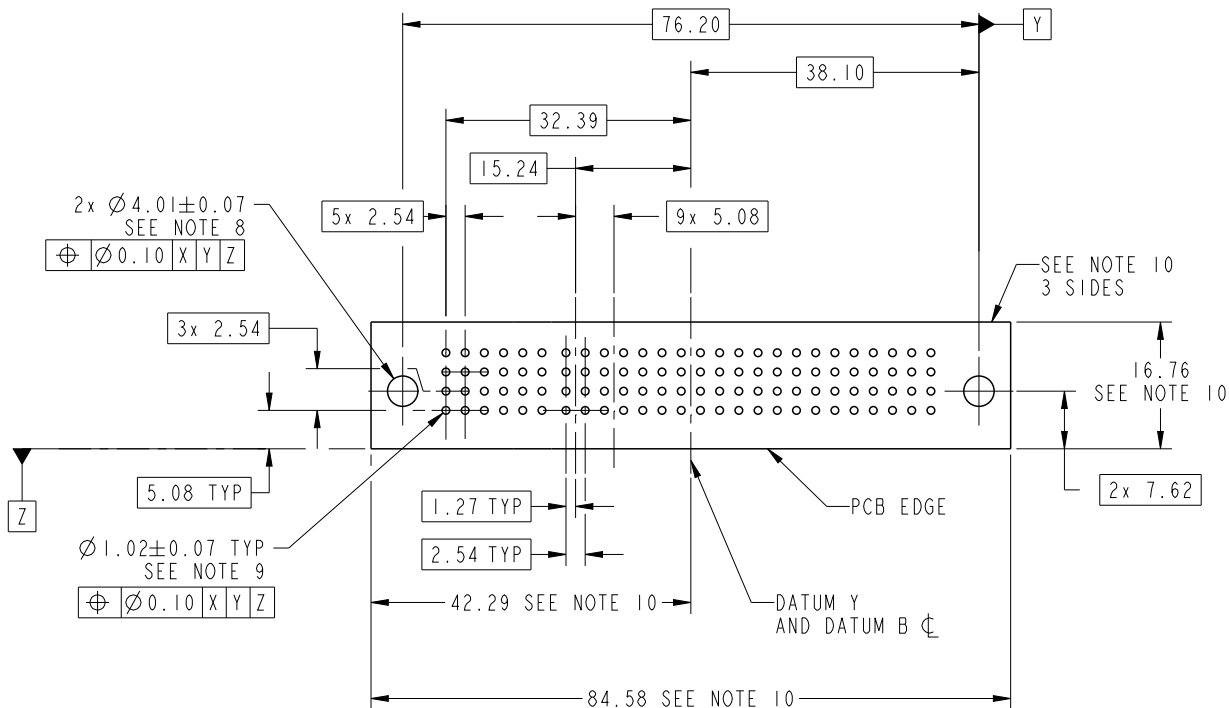 76.20
Y
38.10
32.39
15.24
2x Ø4.01±0.07
SEE NOTE 8
⌖ Ø0.10 X Y Z
5x 2.54
9x 5.08
SEE NOTE 10
3 SIDES
3x 2.54
16.76
SEE NOTE 10
5.08 TYP
Z
1.27 TYP
PCB EDGE
2x 7.62
Ø1.02±0.07 TYP
SEE NOTE 9
⌖ Ø0.10 X Y Z
2.54 TYP
42.29 SEE NOTE 10
DATUM Y
AND DATUM B ℄
84.58 SEE NOTE 10